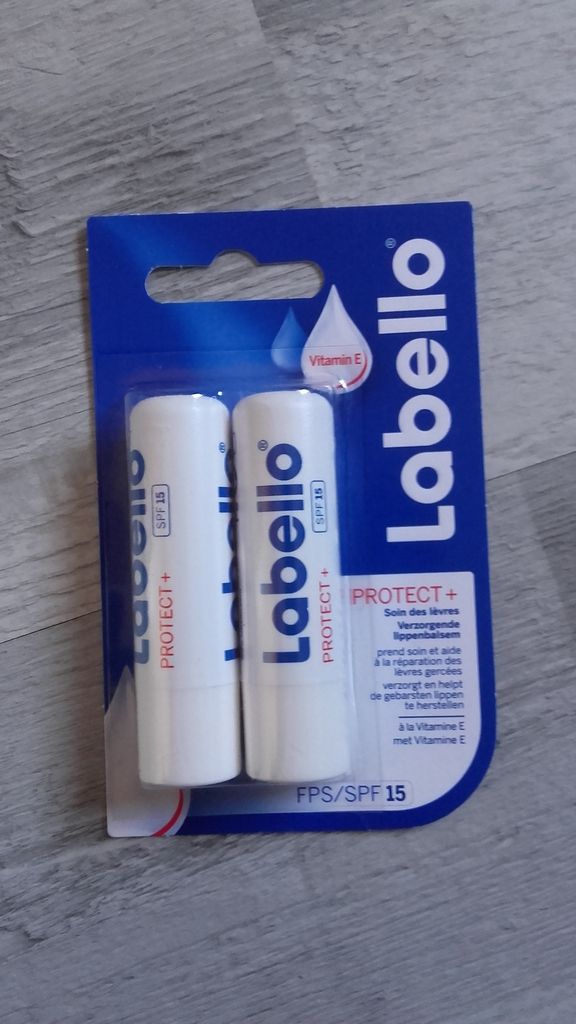 Labello®
Vitamin E
Labello
SPF 15
PROTECT +
Labello®
Labello®
SPF 15
PROTECT +
PROTECT +
Soin des lèvres
Verzorgende
lippenbalsem
prend soin et aide
à la réparation des
lèvres gercées
verzorgt en helpt
de gebarsten lippen
te herstellen
à la Vitamine E
met Vitamine E
FPS/SPF 15